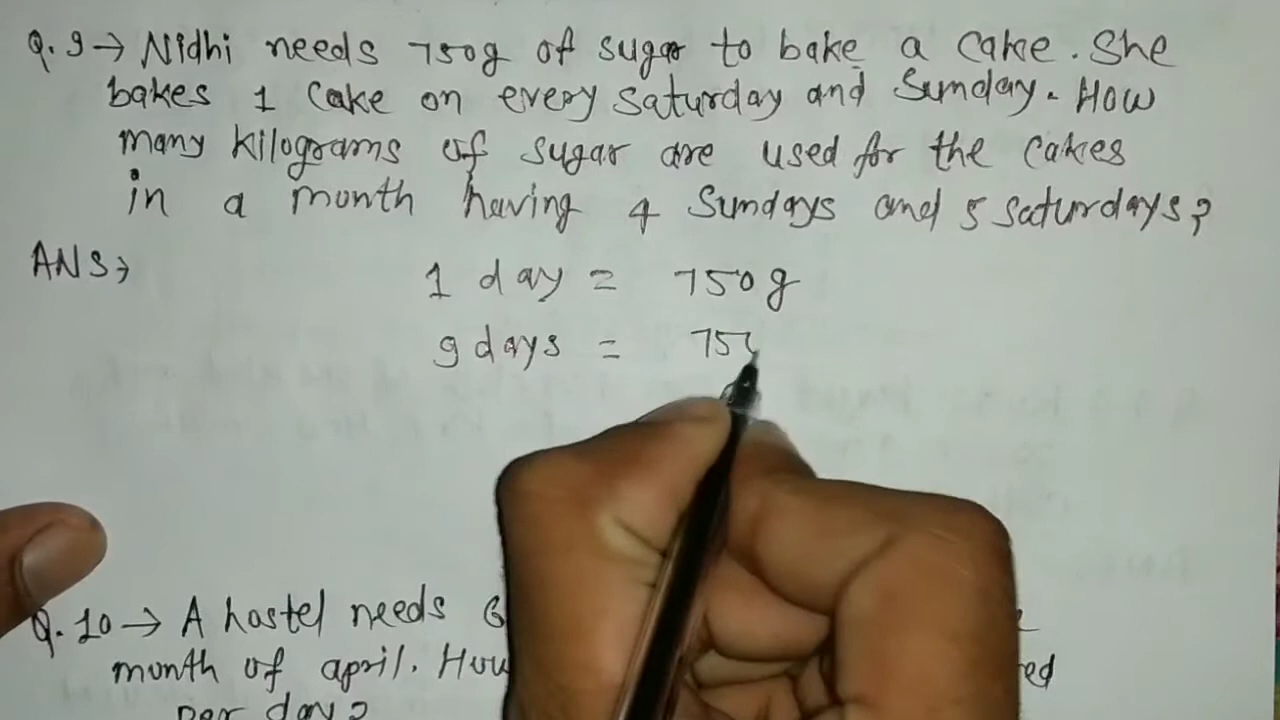 Q.9→ Nidhi needs 750g of sugar to bake a cake. She
bakes 1 Cake on every Saturday and Sunday. How
many kilograms of sugar are used for the cakes
in a month having 4 Sundays and 5 Saturdays?
ANS→
1 day = 750g
9 days = 75
Q.10→ A hostel needs
month of april. How
per day?